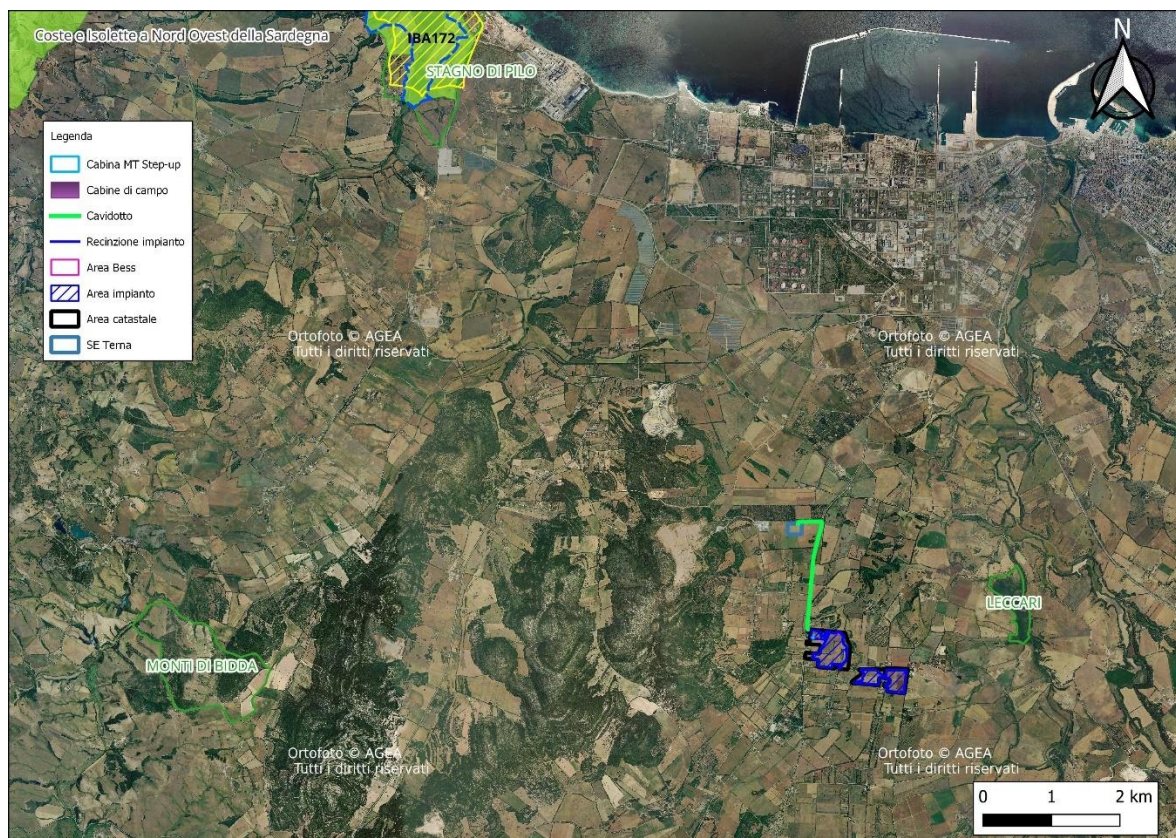 Coste e Isolette a Nord Ovest della Sardegna
IBA172
STAGNO DI PILO
N
Legenda
Cabina MT Step-up
Cabine di campo
Cavidotto
Recinzione impianto
Area Bess
Area impianto
Area catastale
SE Terna
Ortofoto © AGEA
Tutti i diritti riservati
Ortofoto © AGEA
Tutti i diritti riservati
LECCARI
MONTI DI BIDDA
Ortofoto © AGEA
Tutti i diritti riservati
Ortofoto © AGEA
Tutti i diritti riservati
0 1 2 km